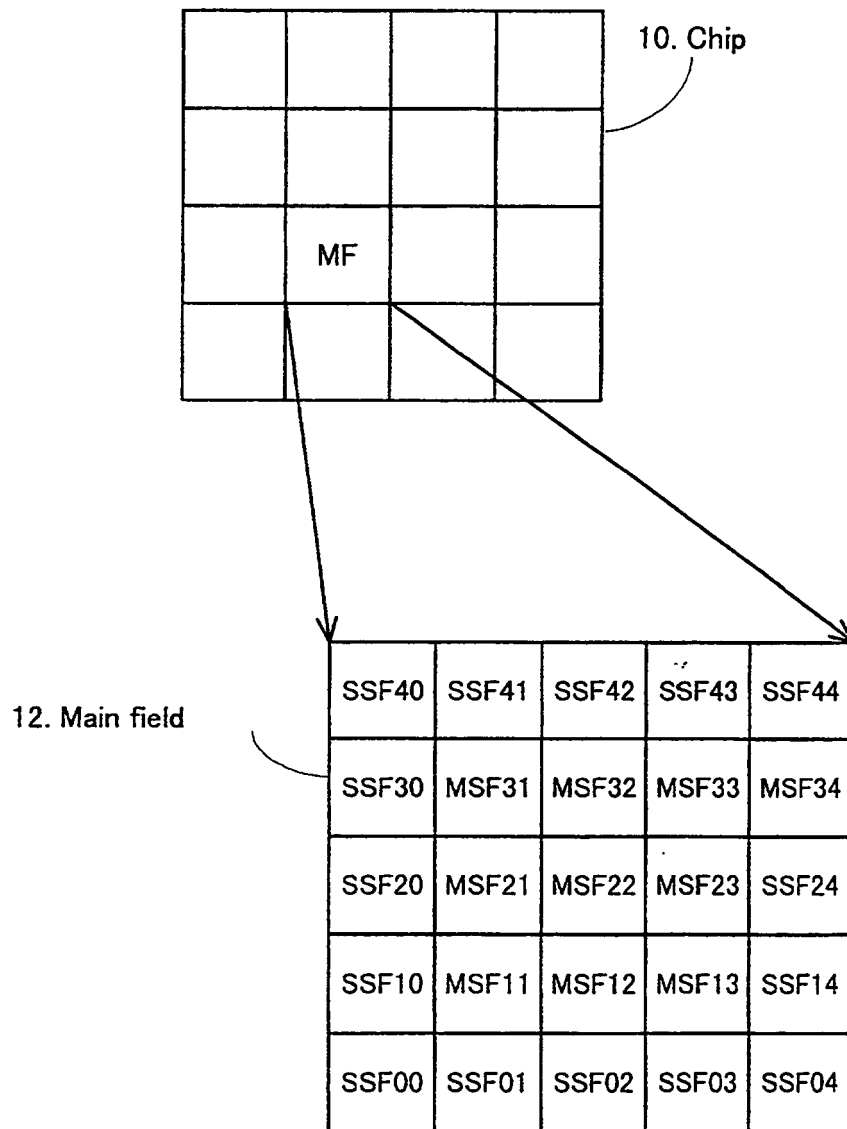 10. Chip
MF
12. Main field
SSF40 SSF41 SSF42 SSF43 SSF44
SSF30 MSF31 MSF32 MSF33 MSF34
SSF20 MSF21 MSF22 MSF23 SSF24
SSF10 MSF11 MSF12 MSF13 SSF14
SSF00 SSF01 SSF02 SSF03 SSF04